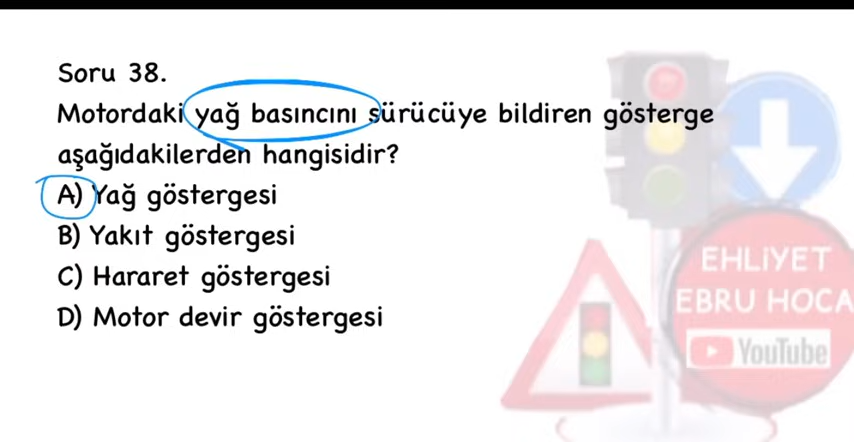 Soru 38.
Motordaki yağ basıncını sürücüye bildiren gösterge
aşağıdakilerden hangisidir?
A) Yağ göstergesi
B) Yakıt göstergesi
C) Hararet göstergesi
D) Motor devir göstergesi
EHLİYET
EBRU HOCA
YouTube